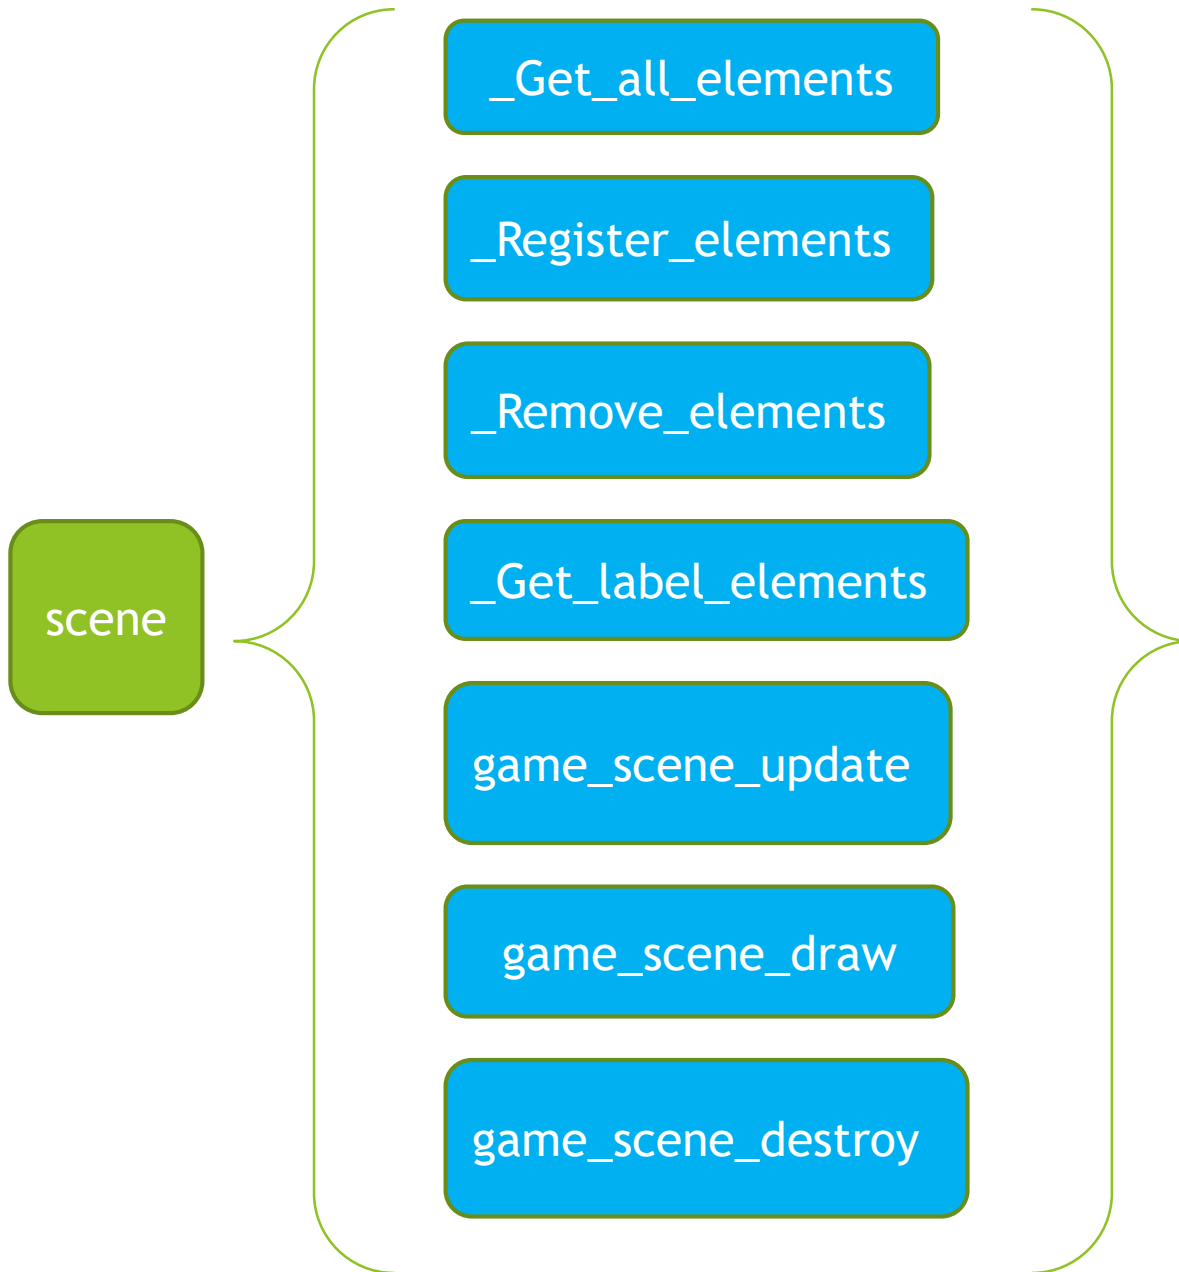 _Get_all_elements
_Register_elements
_Remove_elements
_Get_label_elements
scene
game_scene_update
game_scene_draw
game_scene_destroy